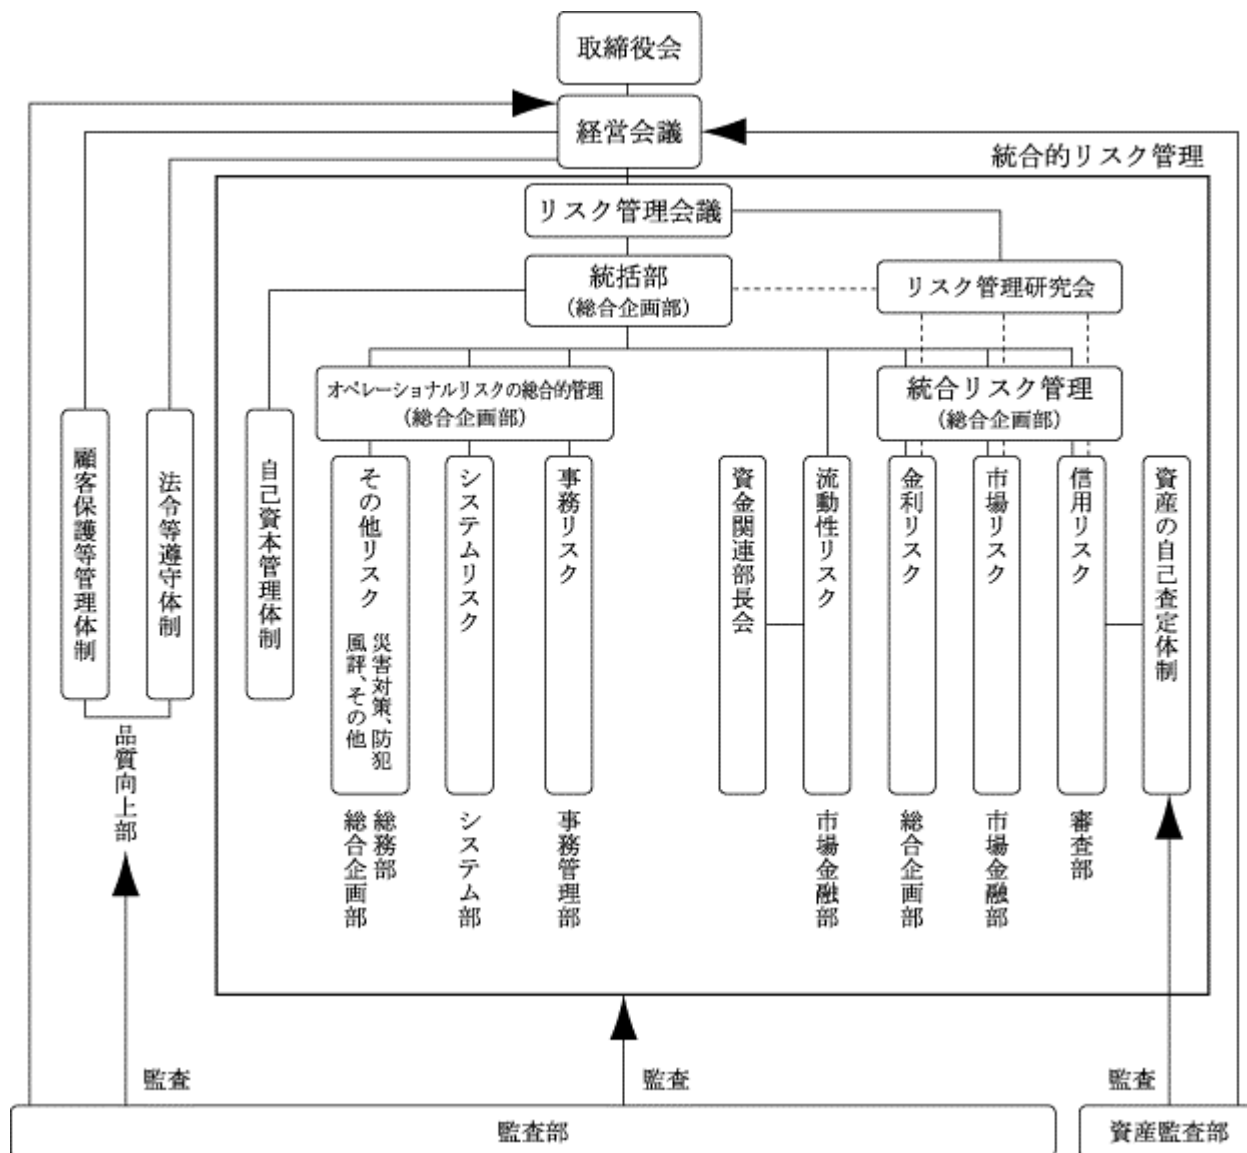 取締役会
経営会議
統合的リスク管理
リスク管理会議
統括部
(総合企画部)
リスク管理研究会
オペレーショナルリスクの総合的管理
(総合企画部)
統合リスク管理
(総合企画部)
顧客保護等管理体制
法令等遵守体制
品質向上部
自己資本管理体制
その他リスク
災害対策、防犯
風評、その他
総務部
総合企画部
システムリスク
システム部
事務リスク
事務管理部
資金関連部長会
流動性リスク
市場金融部
金利リスク
総合企画部
市場リスク
市場金融部
信用リスク
審査部
資産の自己査定体制
監査
監査
監査
監査部
資産監査部